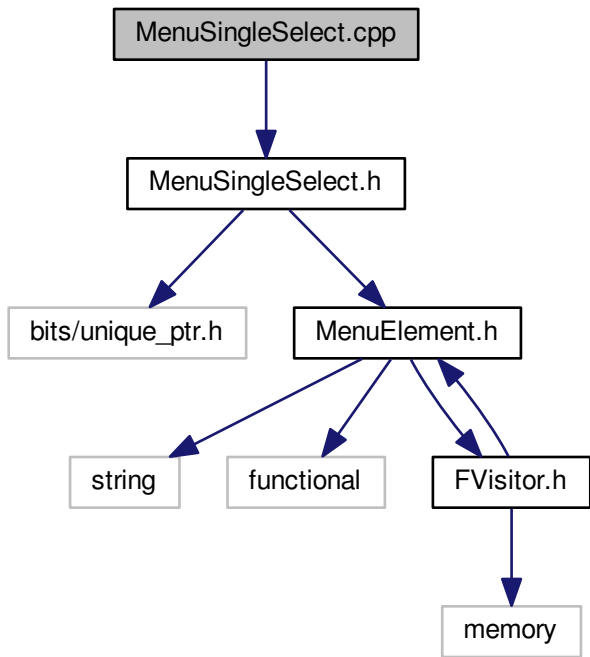 MenuSingleSelect.cpp
MenuSingleSelect.h
bits/unique_ptr.h
MenuElement.h
string
functional
FVisitor.h
memory